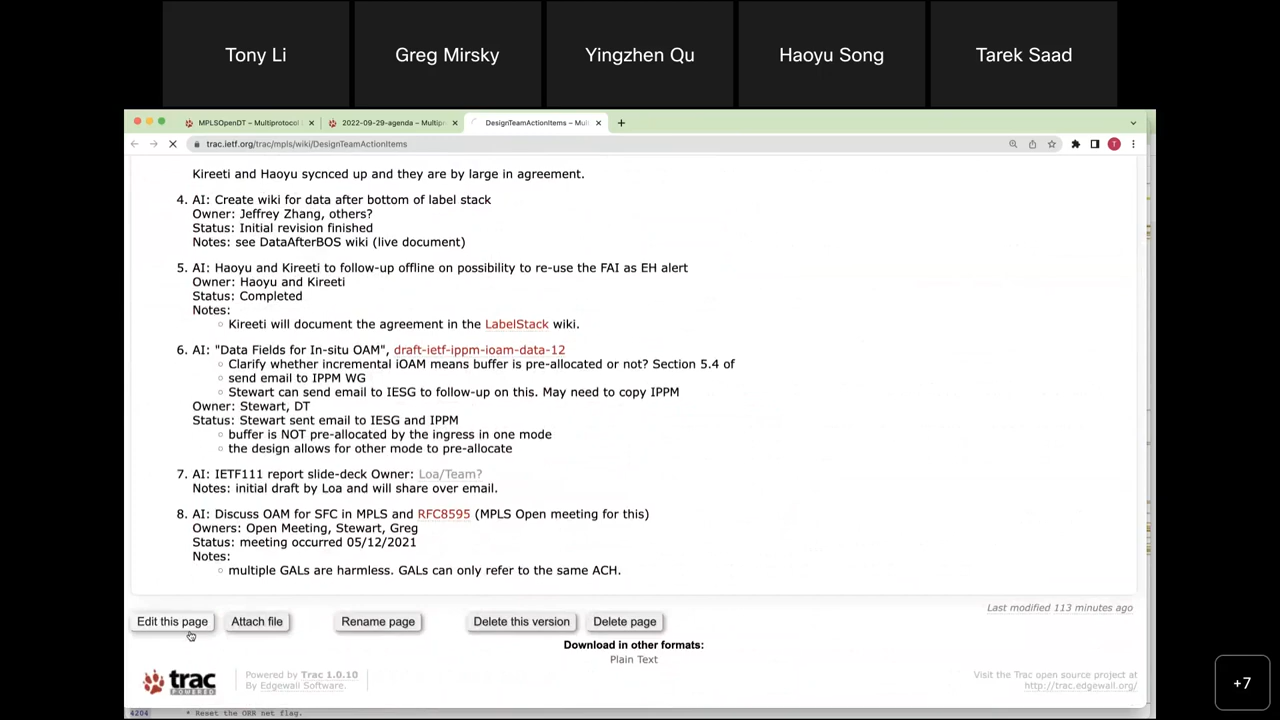 Tony Li
Greg Mirsky
Yingzhen Qu
Haoyu Song
Tarek Saad
MPLSOpenDT – Multiprotocol
2022-09-29-agenda – Multip
DesignTeamActionItems – Mul
trac.ietf.org/trac/mpls/wiki/DesignTeamActionItems
T
Kireeti and Haoyu sycnced up and they are by large in agreement.
4. AI: Create wiki for data after bottom of label stack
Owner: Jeffrey Zhang, others?
Status: Initial revision finished
Notes: see DataAfterBOS wiki (live document)
5. AI: Haoyu and Kireeti to follow-up offline on possibility to re-use the FAI as EH alert
Owner: Haoyu and Kireeti
Status: Completed
Notes:
Kireeti will document the agreement in the LabelStack wiki.
6. AI: "Data Fields for In-situ OAM", draft-ietf-ippm-ioam-data-12
Clarify whether incremental iOAM means buffer is pre-allocated or not? Section 5.4 of
send email to IPPM WG
Stewart can send email to IESG to follow-up on this. May need to copy IPPM
Owner: Stewart, DT
Status: Stewart sent email to IESG and IPPM
buffer is NOT pre-allocated by the ingress in one mode
the design allows for other mode to pre-allocate
7. AI: IETF111 report slide-deck Owner: Loa/Team?
Notes: initial draft by Loa and will share over email.
8. AI: Discuss OAM for SFC in MPLS and RFC8595 (MPLS Open meeting for this)
Owners: Open Meeting, Stewart, Greg
Status: meeting occurred 05/12/2021
Notes:
multiple GALs are harmless. GALs can only refer to the same ACH.
Last modified 113 minutes ago
Edit this page
Attach file
Rename page
Delete this version
Delete page
Download in other formats:
Plain Text
trac
POWERED
Powered by Trac 1.0.10
By Edgewall Software.
Visit the Trac open source project at
http://trac.edgewall.org/
+7
4204 * Reset the ORR net flag.